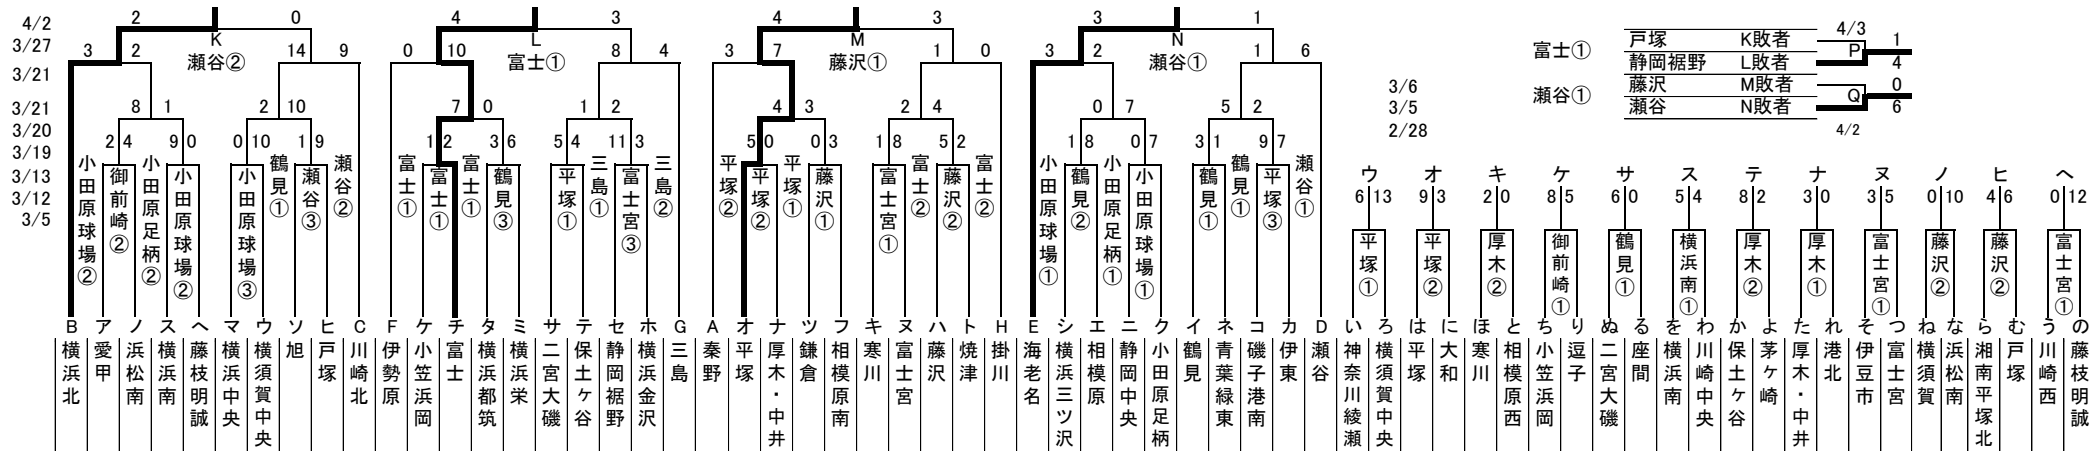 4/2 2 0 4 3 4 3 3 1
K L M N
3/27 3 2 14 9 0 10 8 4 3 7 1 0 3 2 1 6
瀬谷② 富士① 藤沢① 瀬谷①
3/21
3/21 8 1 2 10 7 0 1 2 4 3 2 4 0 7 5 2
3/20
3/19 2 4 9 0 0 10 1 9 1 2 3 6 5 4 11 3 5 0 0 3 1 8 5 2 1 8 0 7 3 1 9 7
3/13
3/12
3/5
小田原球場② 御前崎② 小田原足柄② 小田原球場② 小田原球場③ 鶴見① 瀬谷③ 瀬谷②
富士① 富士① 富士① 鶴見③ 平塚① 三島① 富士宮③ 三島②
平塚② 平塚② 平塚① 藤沢① 富士宮① 富士② 藤沢② 富士②
小田原球場① 鶴見② 小田原足柄① 小田原球場① 鶴見① 鶴見① 平塚③ 瀬谷①
B ア ノ ス ヘ マ ウ ソ ヒ C F ケ チ タ ミ サ テ セ ホ G A オ ナ ツ フ キ ヌ ハ ト H E シ エ ニ ク イ ネ コ カ D
横浜北 愛甲 浜松南 横浜南 藤枝明誠 横浜中央 横須賀中央 旭 戸塚 川崎北
伊勢原 小笠浜岡 富士 横浜都筑 横浜栄 二宮大磯 保土ヶ谷 静岡裾野 横浜金沢 三島
秦野 平塚 厚木・中井 鎌倉 相模原南 寒川 富士宮 藤沢 焼津 掛川
海老名 横浜三ツ沢 相模原 静岡中央 小田原足柄 鶴見 青葉緑東 磯子港南 伊東 瀬谷
富士① 戸塚 K敗者 4/3 P 1
静岡裾野 L敗者 4
瀬谷① 藤沢 M敗者 Q 0
瀬谷 N敗者 6
4/2
3/6
3/5
2/28
ウ オ キ ケ サ ス テ ナ ヌ ノ ヒ ヘ
6 13 9 3 2 0 8 5 6 0 5 4 8 2 3 0 3 5 0 10 4 6 0 12
平塚① 平塚② 厚木② 御前崎① 鶴見① 横浜南① 厚木② 厚木① 富士宮① 藤沢② 藤沢② 富士宮①
い ろ は に ほ と ち り ぬ る を わ か よ た れ そ つ ね な ら む う の
神奈川綾瀬 横須賀中央 平塚 大和 寒川 相模原西 小笠浜岡 逗子 二宮大磯 座間 横浜南 川崎中央 保土ヶ谷 茅ヶ崎 厚木・中井 港北 伊豆市 富士宮 横須賀 浜松南 湘南平塚北 戸塚 川崎西 藤枝明誠